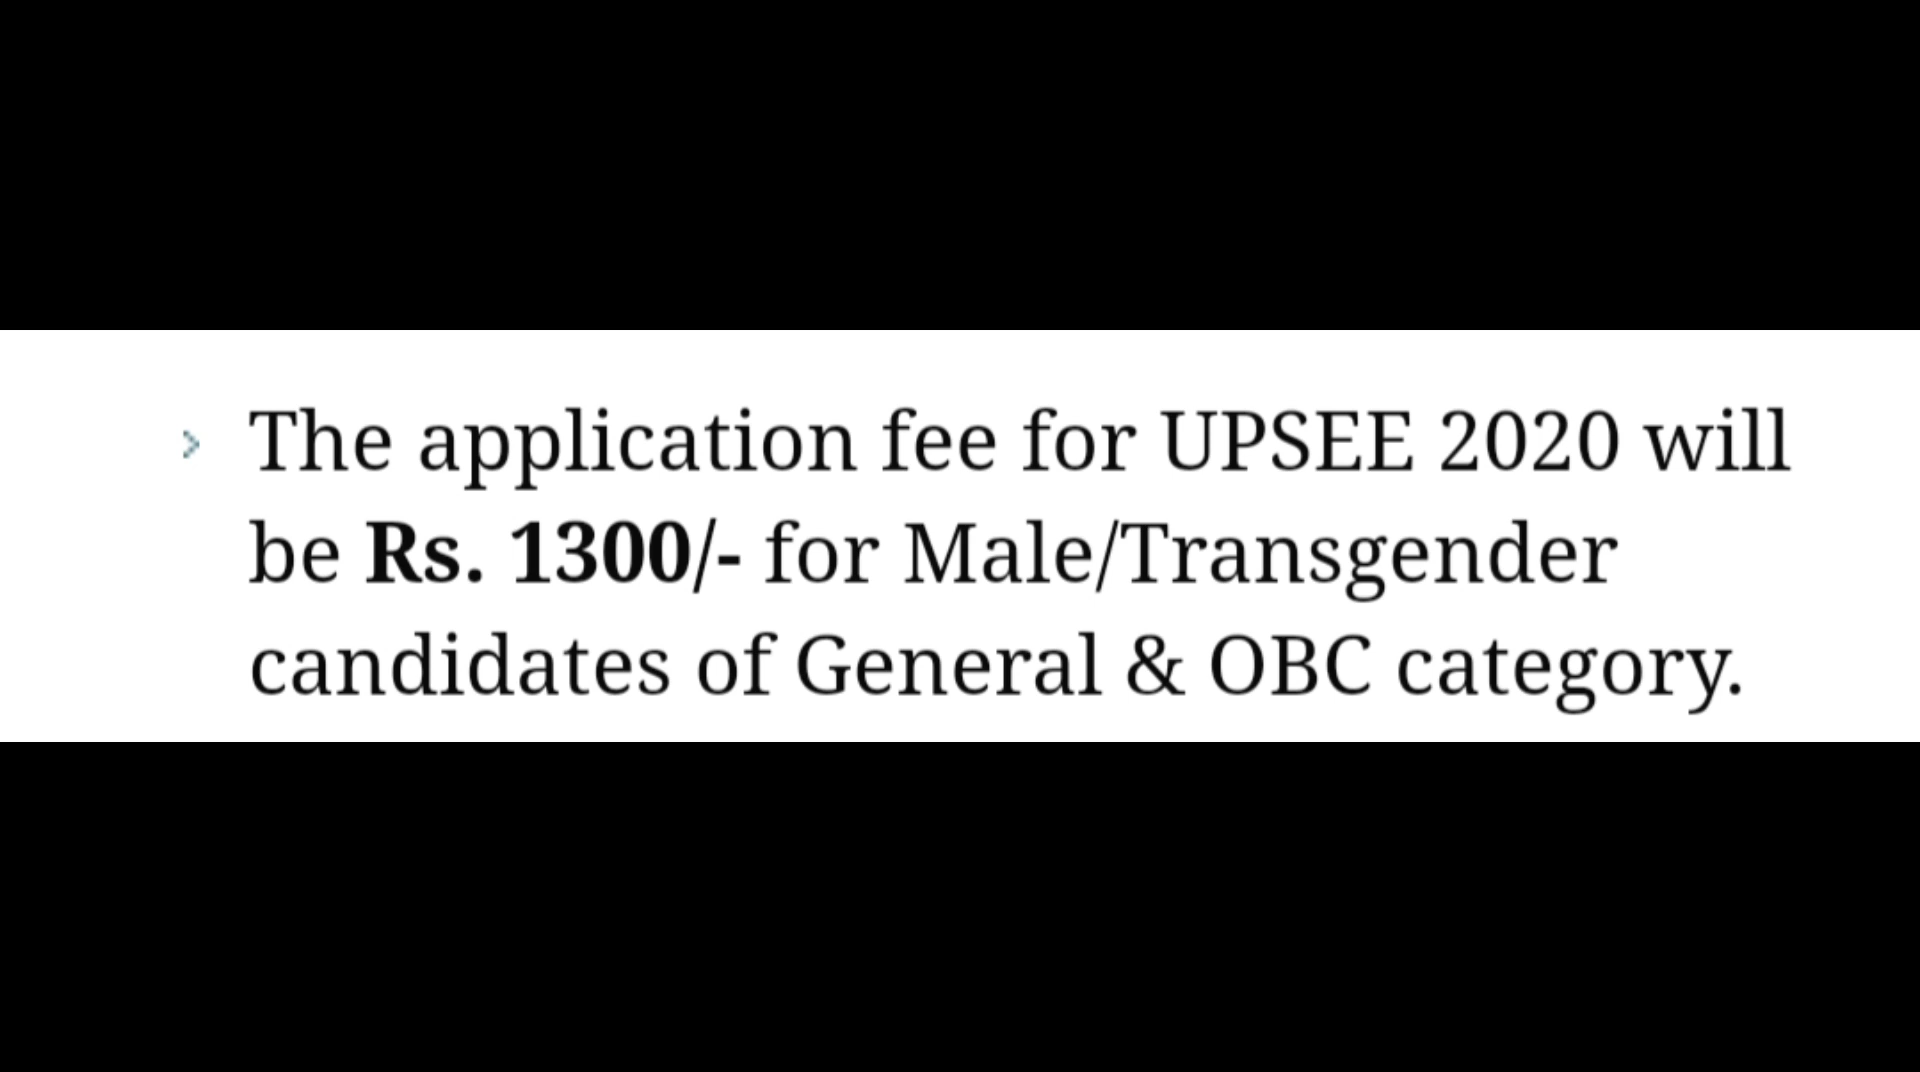 The application fee for UPSEE 2020 will
be Rs. 1300/- for Male/Transgender
candidates of General & OBC category.